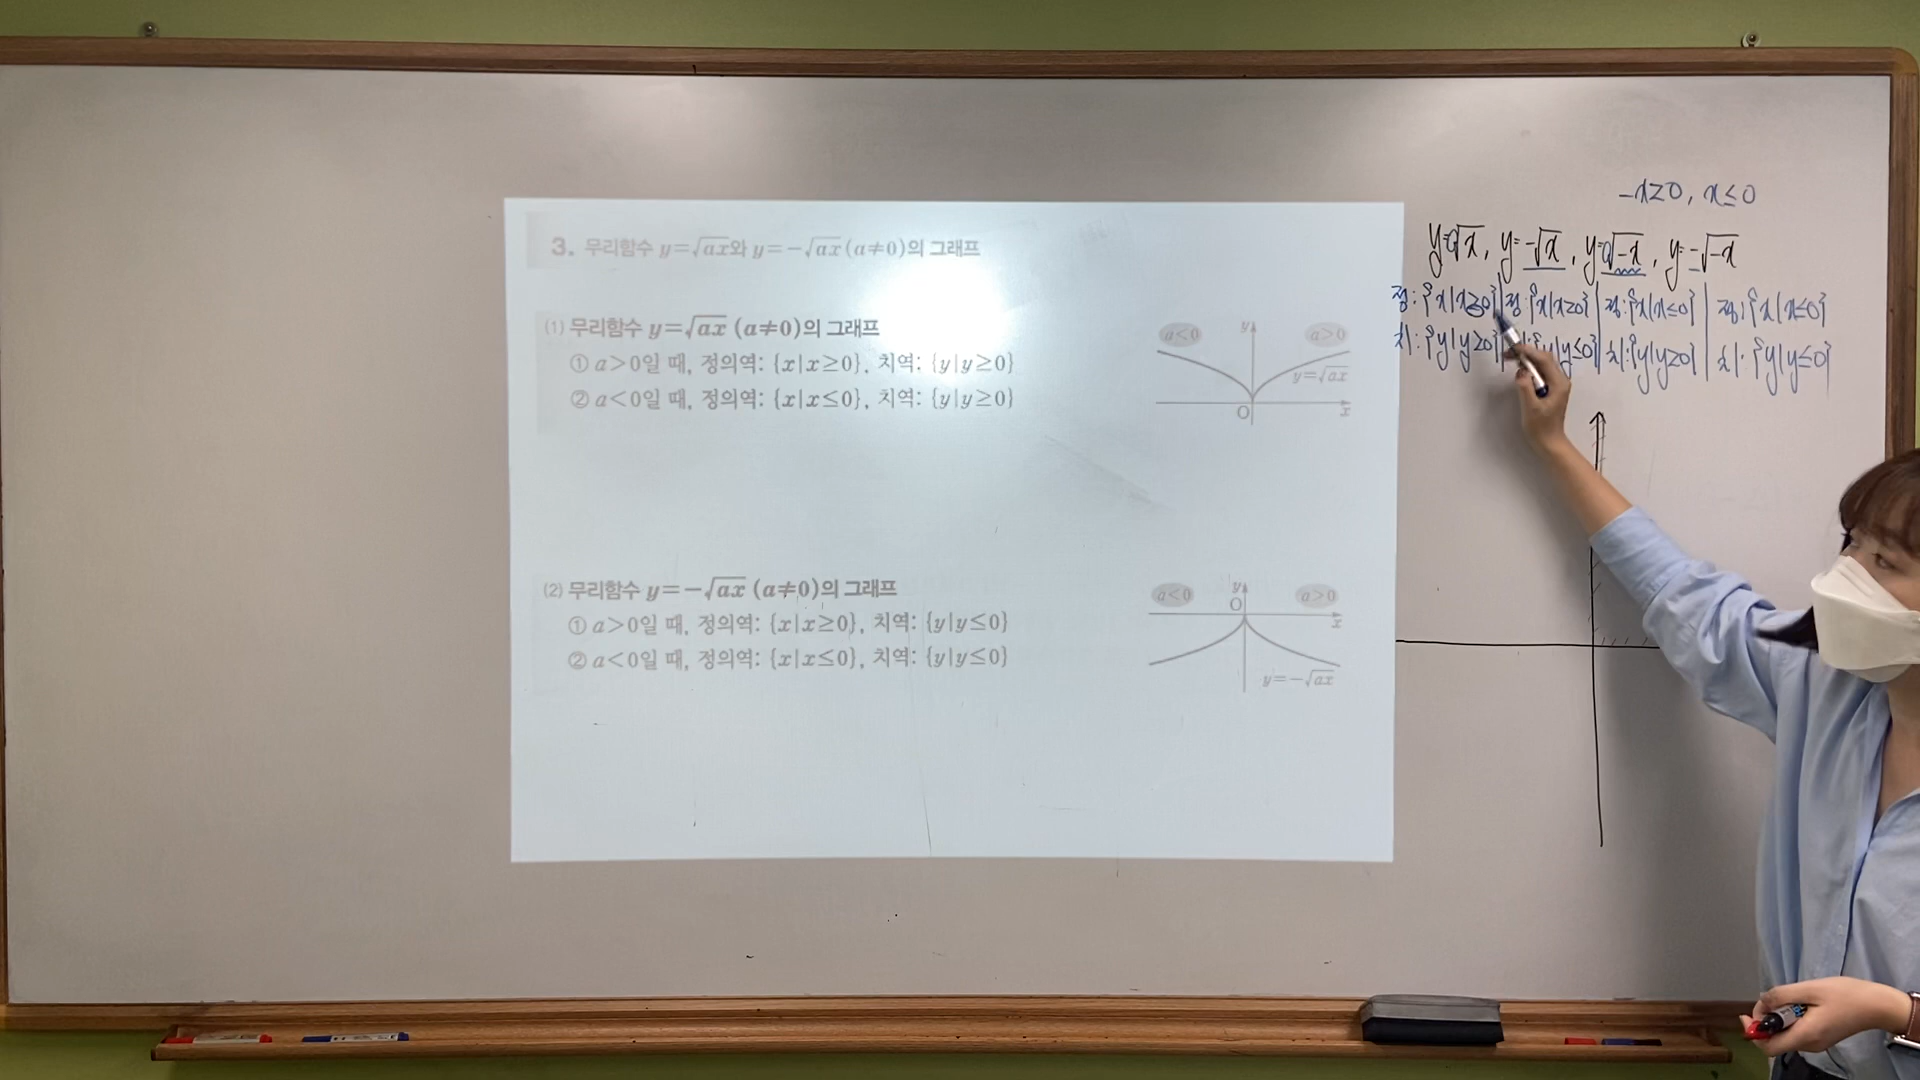 3. 무리함수 y=√ax와 y=-√ax (a≠0)의 그래프
(1) 무리함수 y=√ax (a≠0)의 그래프
① a>0일 때, 정의역: {x|x≥0}, 치역: {y|y≥0}
② a<0일 때, 정의역: {x|x≤0}, 치역: {y|y≥0}
a<0 y a>0
y=√ax
O x
(2) 무리함수 y=-√ax (a≠0)의 그래프
① a>0일 때, 정의역: {x|x≥0}, 치역: {y|y≤0}
② a<0일 때, 정의역: {x|x≤0}, 치역: {y|y≤0}
a<0 y a>0
O x
y=-√ax
-x≥0, x≤0
y=√x, y=-√x, y=√-x, y=-√-x
정: {x|x≥0} | 정: {x|x≥0} | 정: {x|x≤0} | 정: {x|x≤0}
치: {y|y≥0} | {y|y≤0} | 치: {y|y≥0} | 치: {y|y≤0}